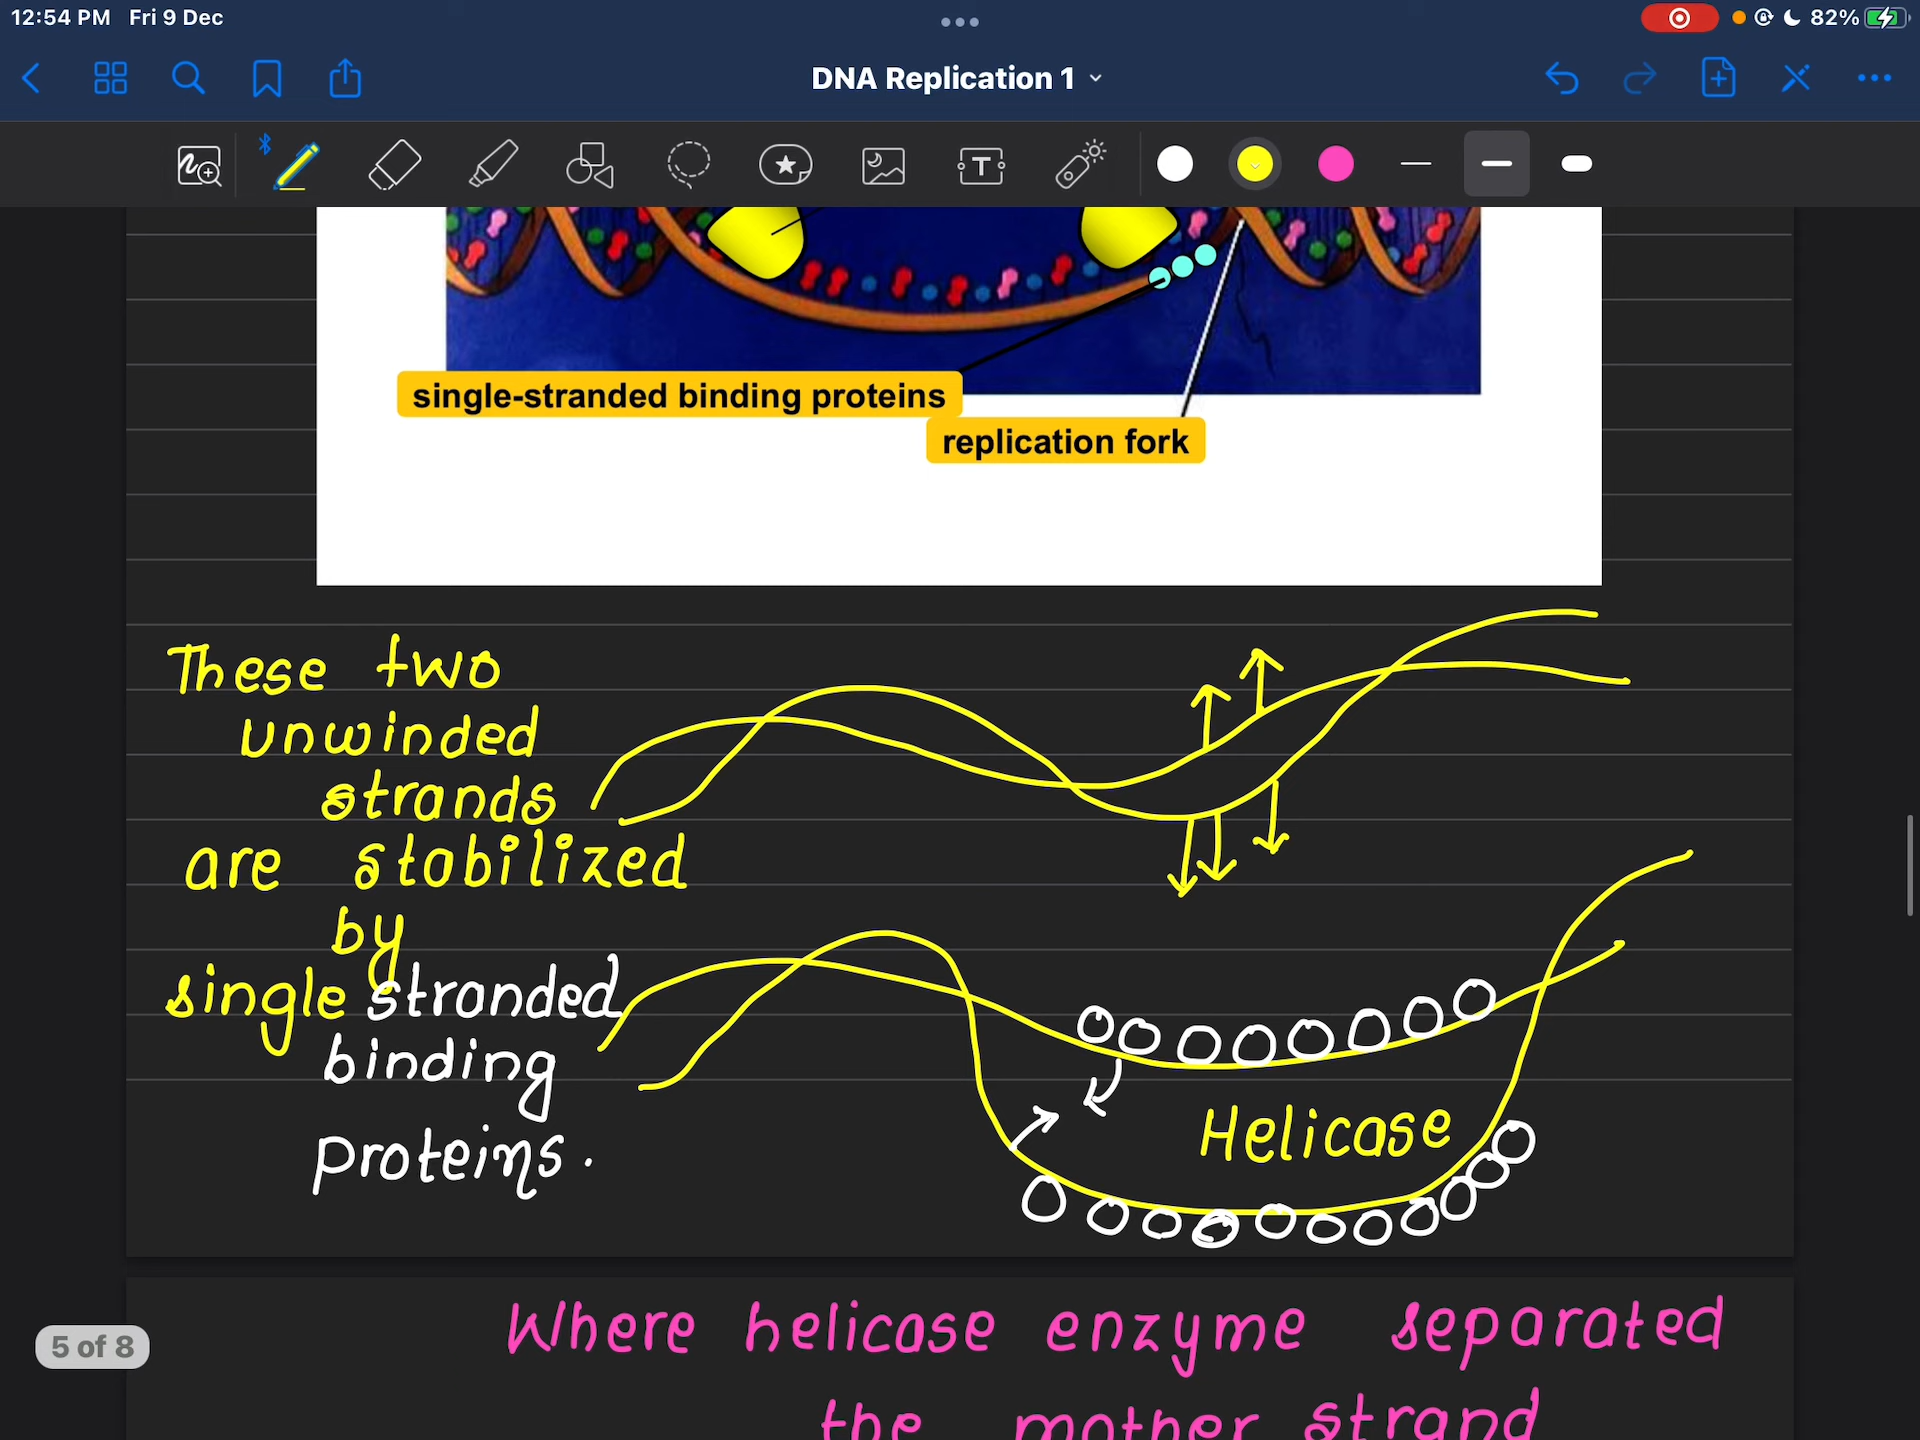 12:54 PM Fri 9 Dec
82%
DNA Replication 1
T
single-stranded binding proteins
replication fork
These two
unwinded
strands
are stabilized
by
single stranded
binding
proteins.
Helicase
Where helicase enzyme separated
the mother strand
5 of 8